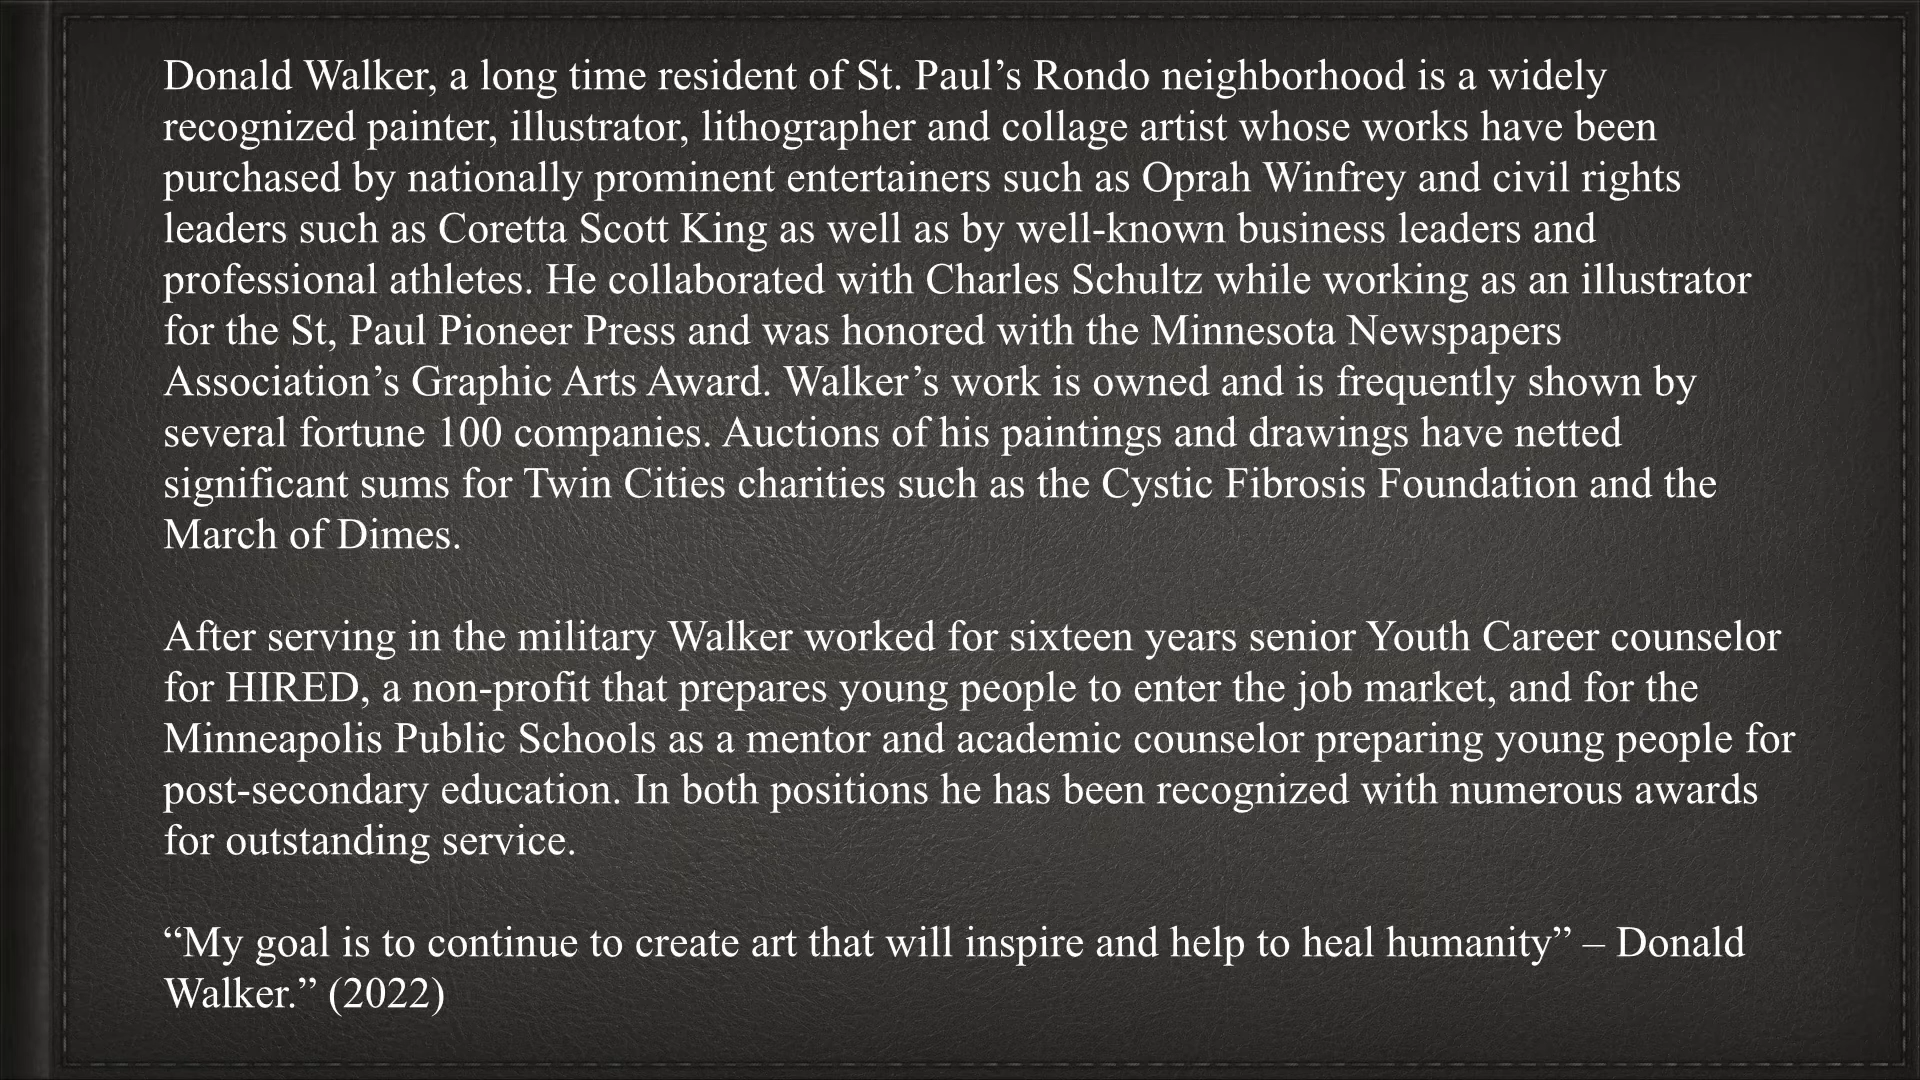 Donald Walker, a long time resident of St. Paul’s Rondo neighborhood is a widely
recognized painter, illustrator, lithographer and collage artist whose works have been
purchased by nationally prominent entertainers such as Oprah Winfrey and civil rights
leaders such as Coretta Scott King as well as by well-known business leaders and
professional athletes. He collaborated with Charles Schultz while working as an illustrator
for the St, Paul Pioneer Press and was honored with the Minnesota Newspapers
Association’s Graphic Arts Award. Walker’s work is owned and is frequently shown by
several fortune 100 companies. Auctions of his paintings and drawings have netted
significant sums for Twin Cities charities such as the Cystic Fibrosis Foundation and the
March of Dimes.
After serving in the military Walker worked for sixteen years senior Youth Career counselor
for HIRED, a non-profit that prepares young people to enter the job market, and for the
Minneapolis Public Schools as a mentor and academic counselor preparing young people for
post-secondary education. In both positions he has been recognized with numerous awards
for outstanding service.
“My goal is to continue to create art that will inspire and help to heal humanity” – Donald
Walker.” (2022)